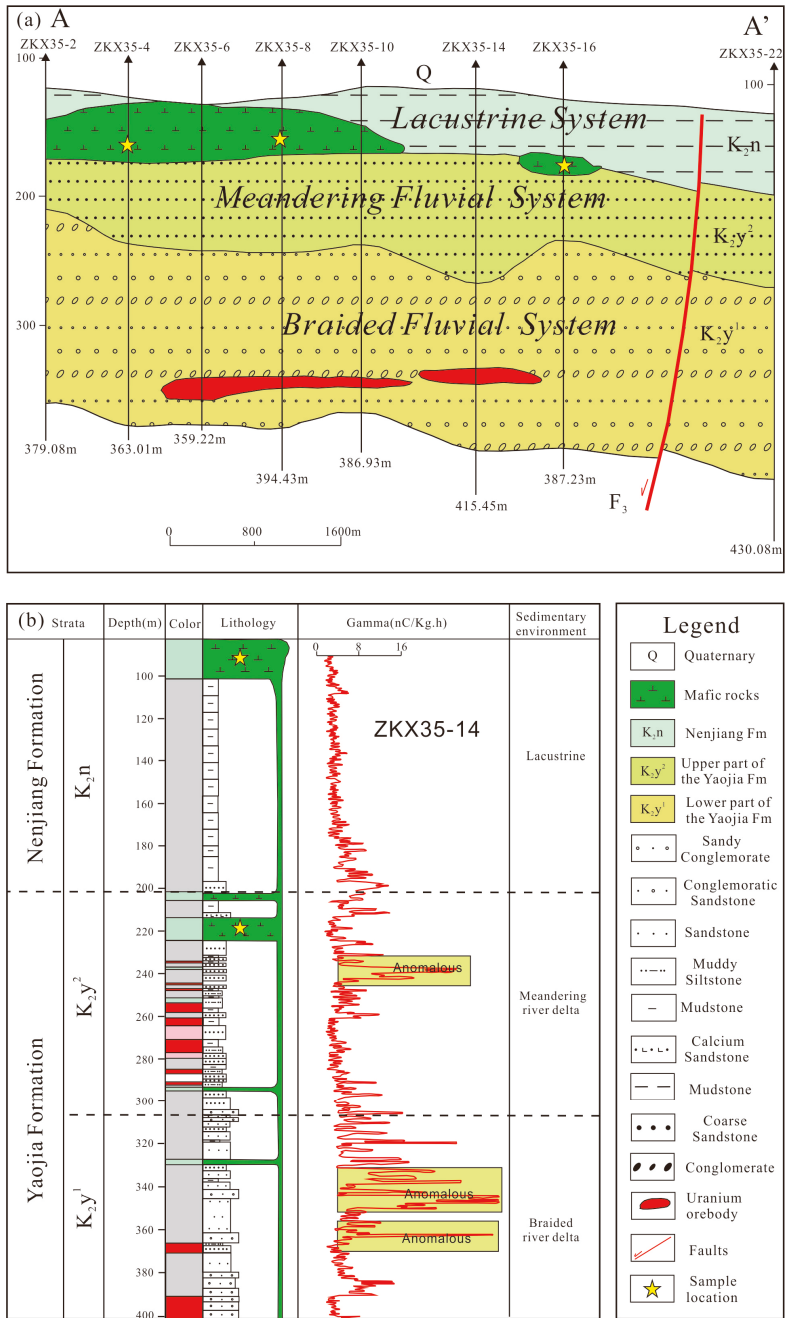 (a) A
A’
ZKX35-2 ZKX35-4 ZKX35-6 ZKX35-8 ZKX35-10 ZKX35-14 ZKX35-16 ZKX35-22
100
100
Q
Lacustrine System
K₂n
200
Meandering Fluvial System
K₂y²
300
Braided Fluvial System
K₂y¹
379.08m
363.01m
359.22m
394.43m
386.93m
415.45m
387.23m
430.08m
F₃
0 800 1600m
(b) Strata Depth(m) Color Lithology Gamma(nC/Kg.h) Sedimentary environment
0 8 16
ZKX35-14
Nenjiang Formation
K₂n
Yaojia Formation
K₂y²
K₂y¹
100
120
140
160
180
200
220
240
260
280
300
320
340
360
380
400
Anomalous
Anomalous
Anomalous
Lacustrine
Meandering
river delta
Braided
river delta
Legend
Q Quaternary
Mafic rocks
K₂n Nenjiang Fm
K₂y² Upper part of
the Yaojia Fm
K₂y¹ Lower part of
the Yaojia Fm
Sandy
Conglemorate
Conglemoratic
Sandstone
Sandstone
Muddy
Siltstone
Mudstone
Calcium
Sandstone
Mudstone
Coarse
Sandstone
Conglomerate
Uranium
orebody
Faults
Sample
location